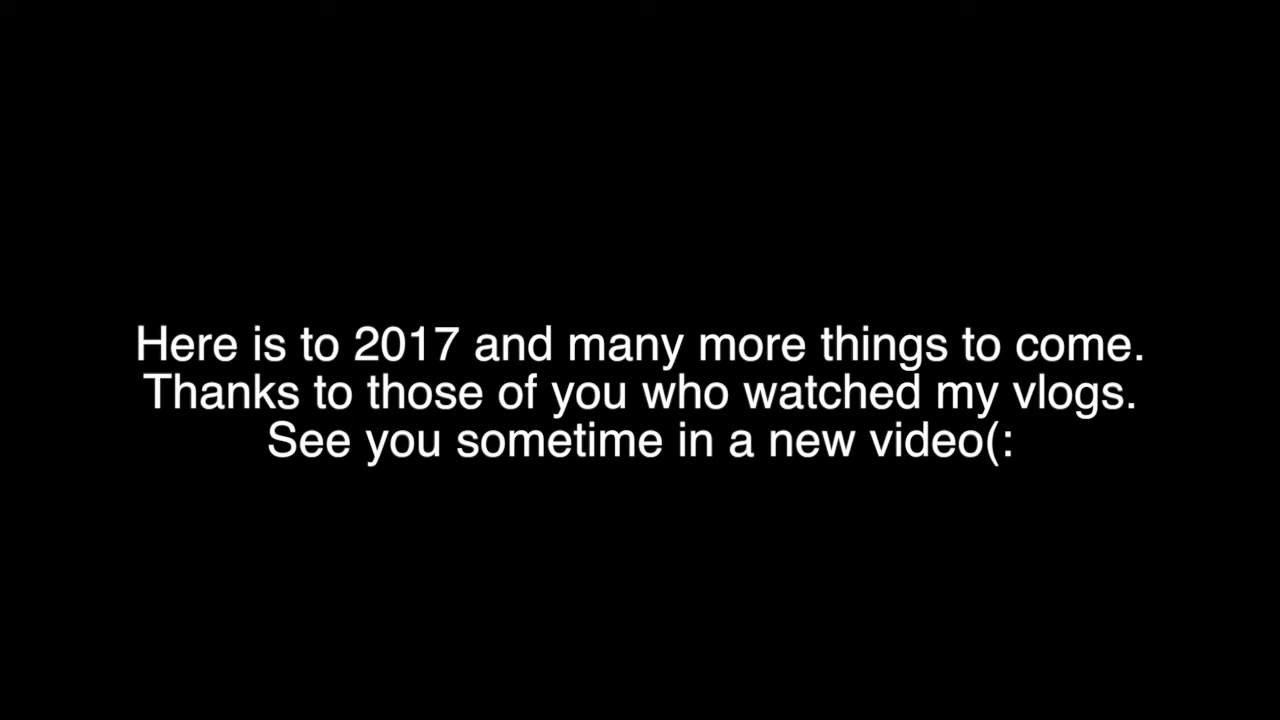 Here is to 2017 and many more things to come.
Thanks to those of you who watched my vlogs.
See you sometime in a new video(: